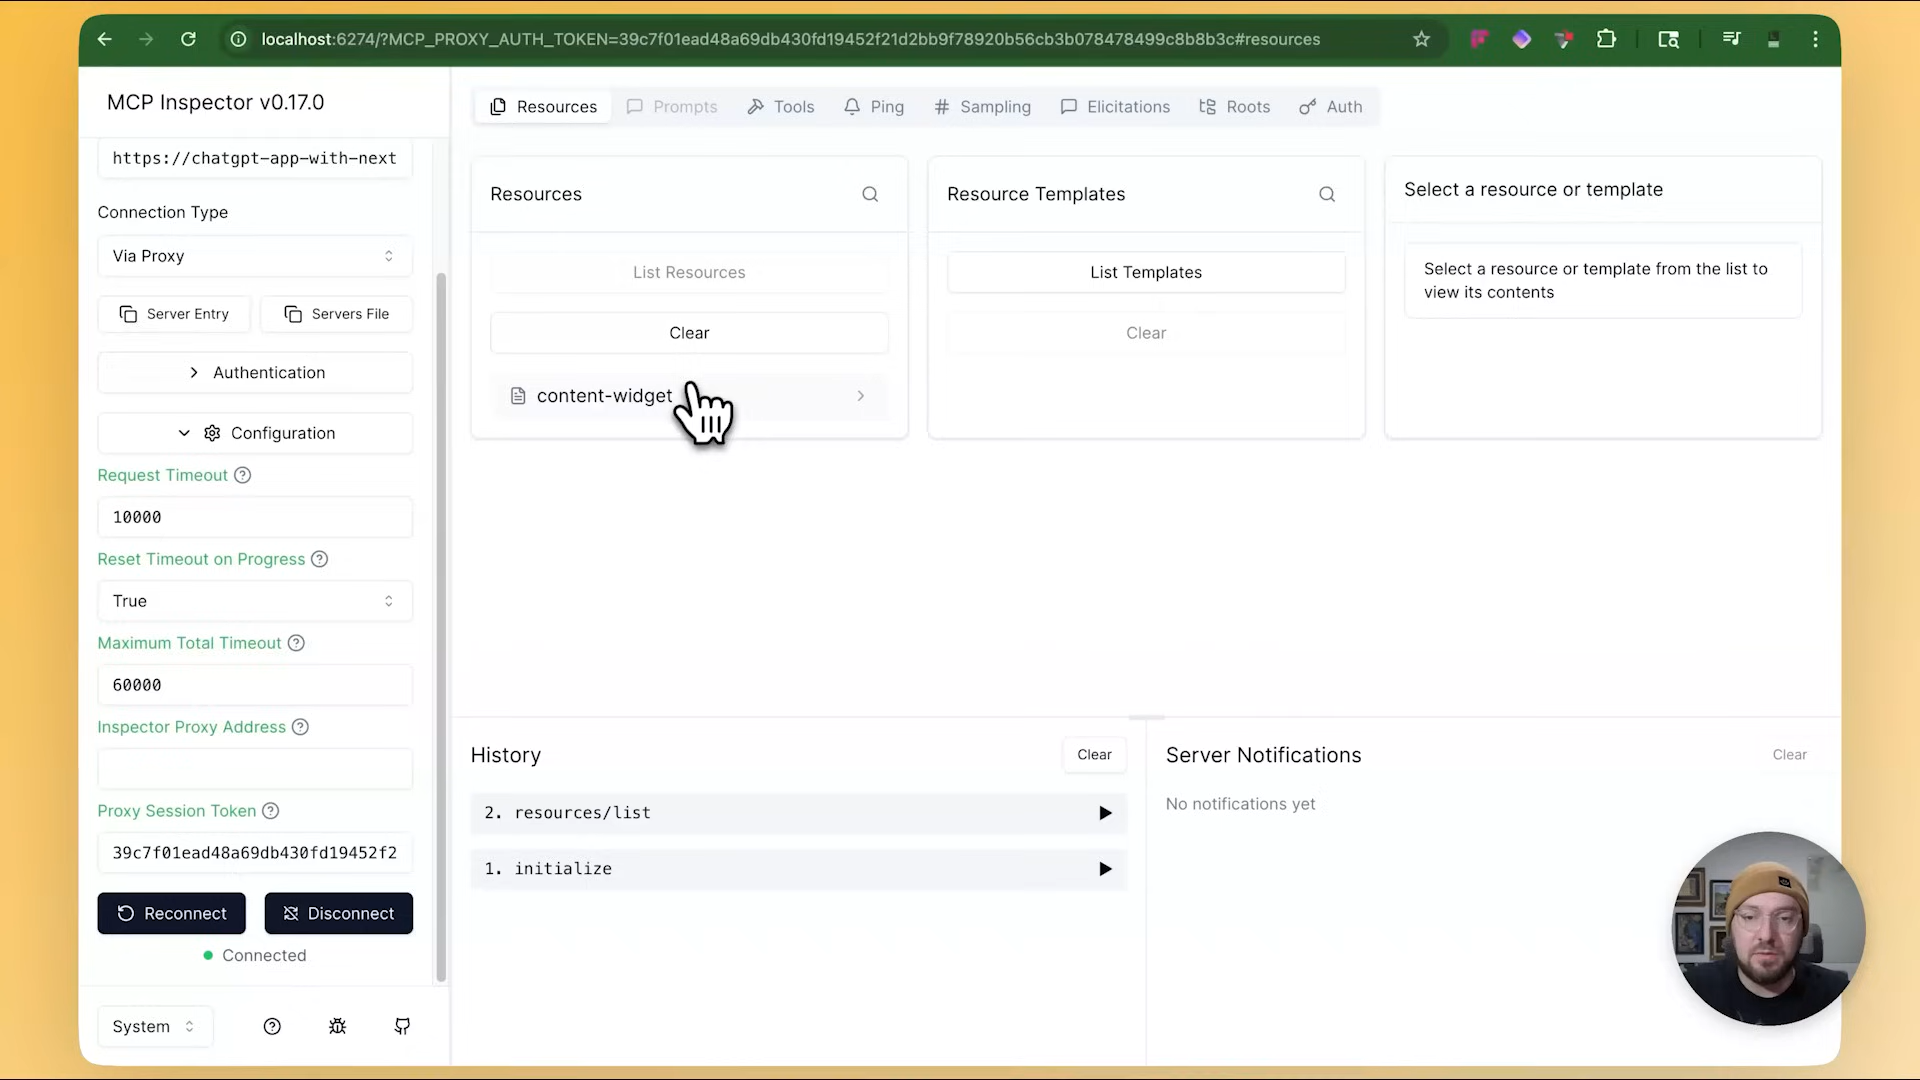 localhost:6274/?MCP_PROXY_AUTH_TOKEN=39c7f01ead48a69db430fd19452f21d2bb9f78920b56cb3b078478499c8b8b3c#resources
MCP Inspector v0.17.0
https://chatgpt-app-with-next
Connection Type
Via Proxy
Server Entry
Servers File
Authentication
Configuration
Request Timeout
10000
Reset Timeout on Progress
True
Maximum Total Timeout
60000
Inspector Proxy Address
Proxy Session Token
39c7f01ead48a69db430fd19452f2
Reconnect
Disconnect
Connected
System
Resources
Prompts
Tools
Ping
Sampling
Elicitations
Roots
Auth
Resources
List Resources
Clear
content-widget
Resource Templates
List Templates
Clear
Select a resource or template
Select a resource or template from the list to
view its contents
History
Clear
2. resources/list
1. initialize
Server Notifications
Clear
No notifications yet